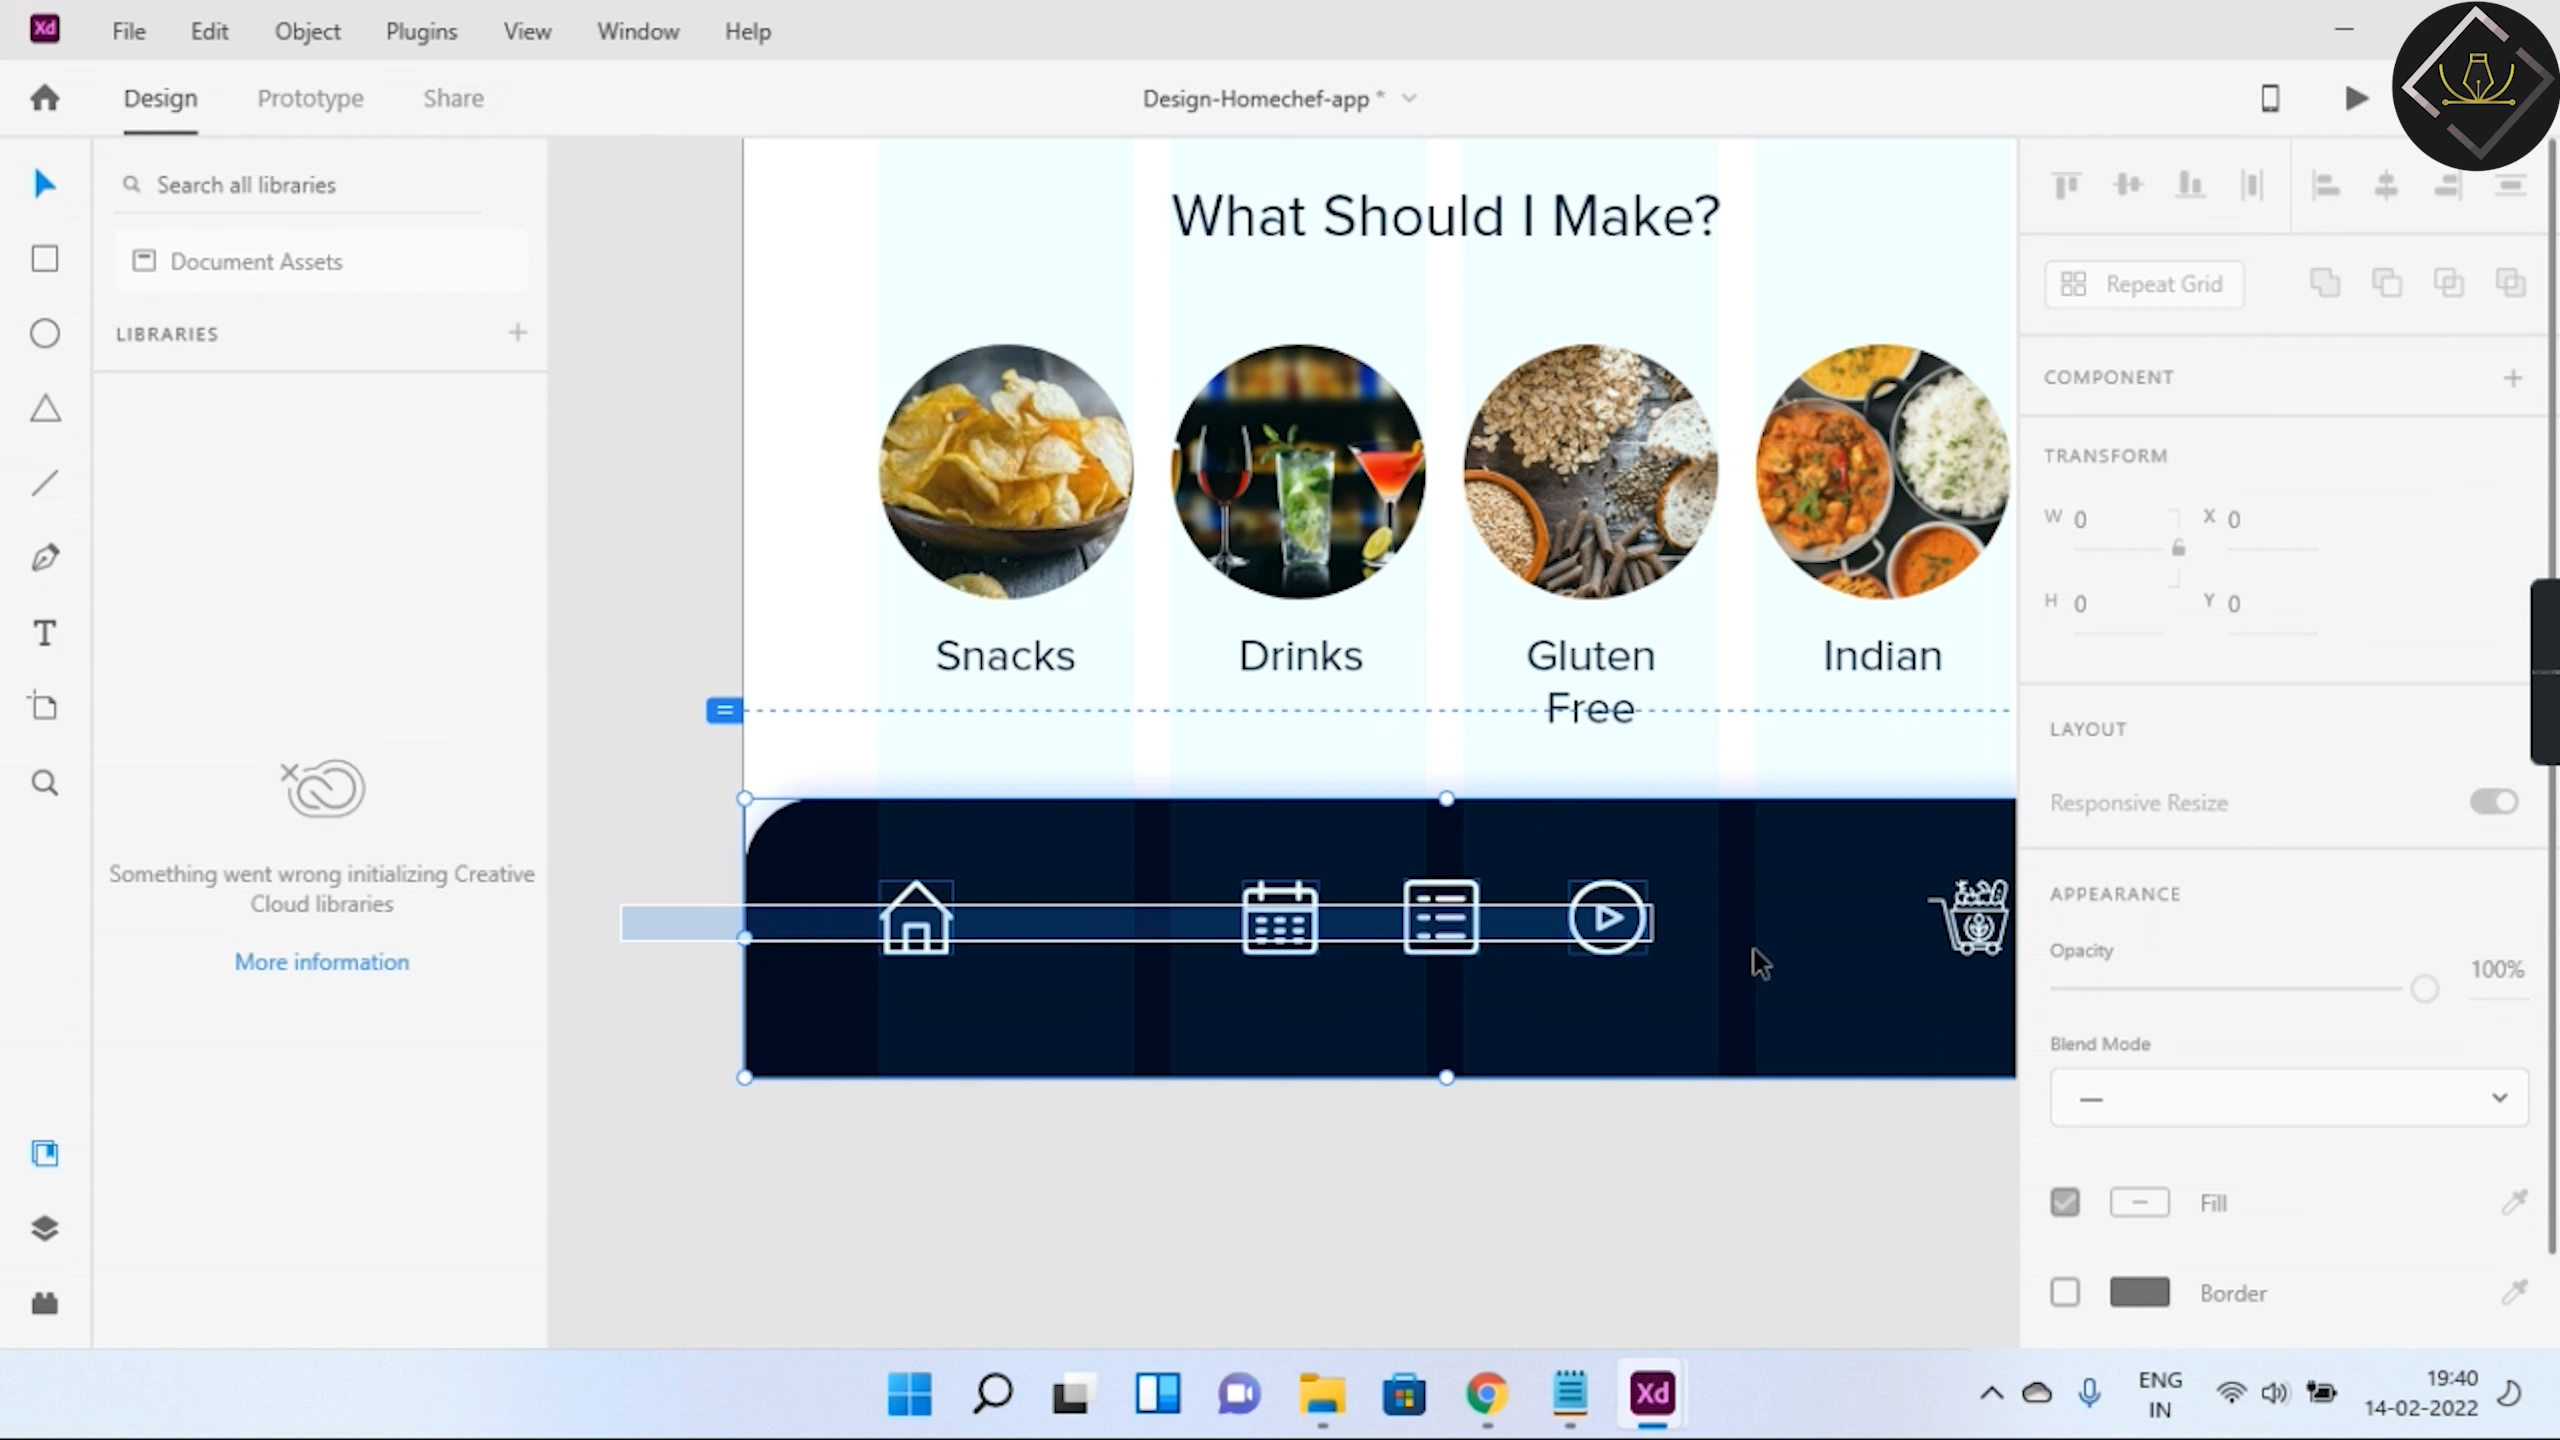 Xd File Edit Object Plugins View Window Help
Design Prototype Share Design-Homechef-app *
Search all libraries
Document Assets
LIBRARIES
Something went wrong initializing Creative
Cloud libraries
More information
What Should I Make?
Snacks Drinks Gluten Indian
Free
Repeat Grid
COMPONENT
TRANSFORM
W 0 X 0
H 0 Y 0
LAYOUT
Responsive Resize
APPEARANCE
Opacity
100%
Blend Mode
—
Fill
Border
Xd
ENG
IN
19:40
14-02-2022